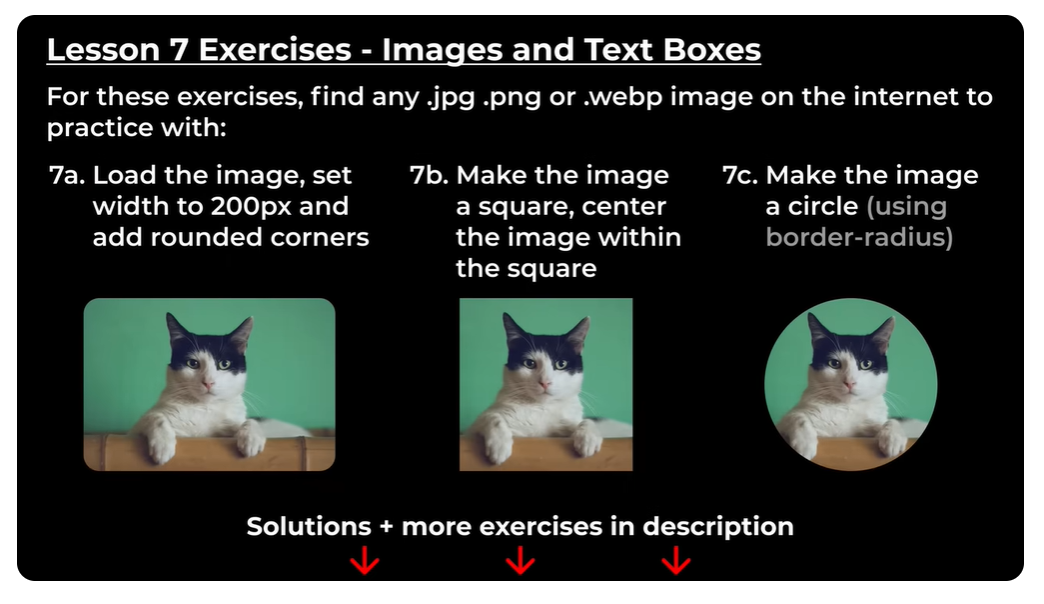 Lesson 7 Exercises - Images and Text Boxes
For these exercises, find any .jpg .png or .webp image on the internet to
practice with:
7a. Load the image, set
width to 200px and
add rounded corners
7b. Make the image
a square, center
the image within
the square
7c. Make the image
a circle (using
border-radius)
Solutions + more exercises in description